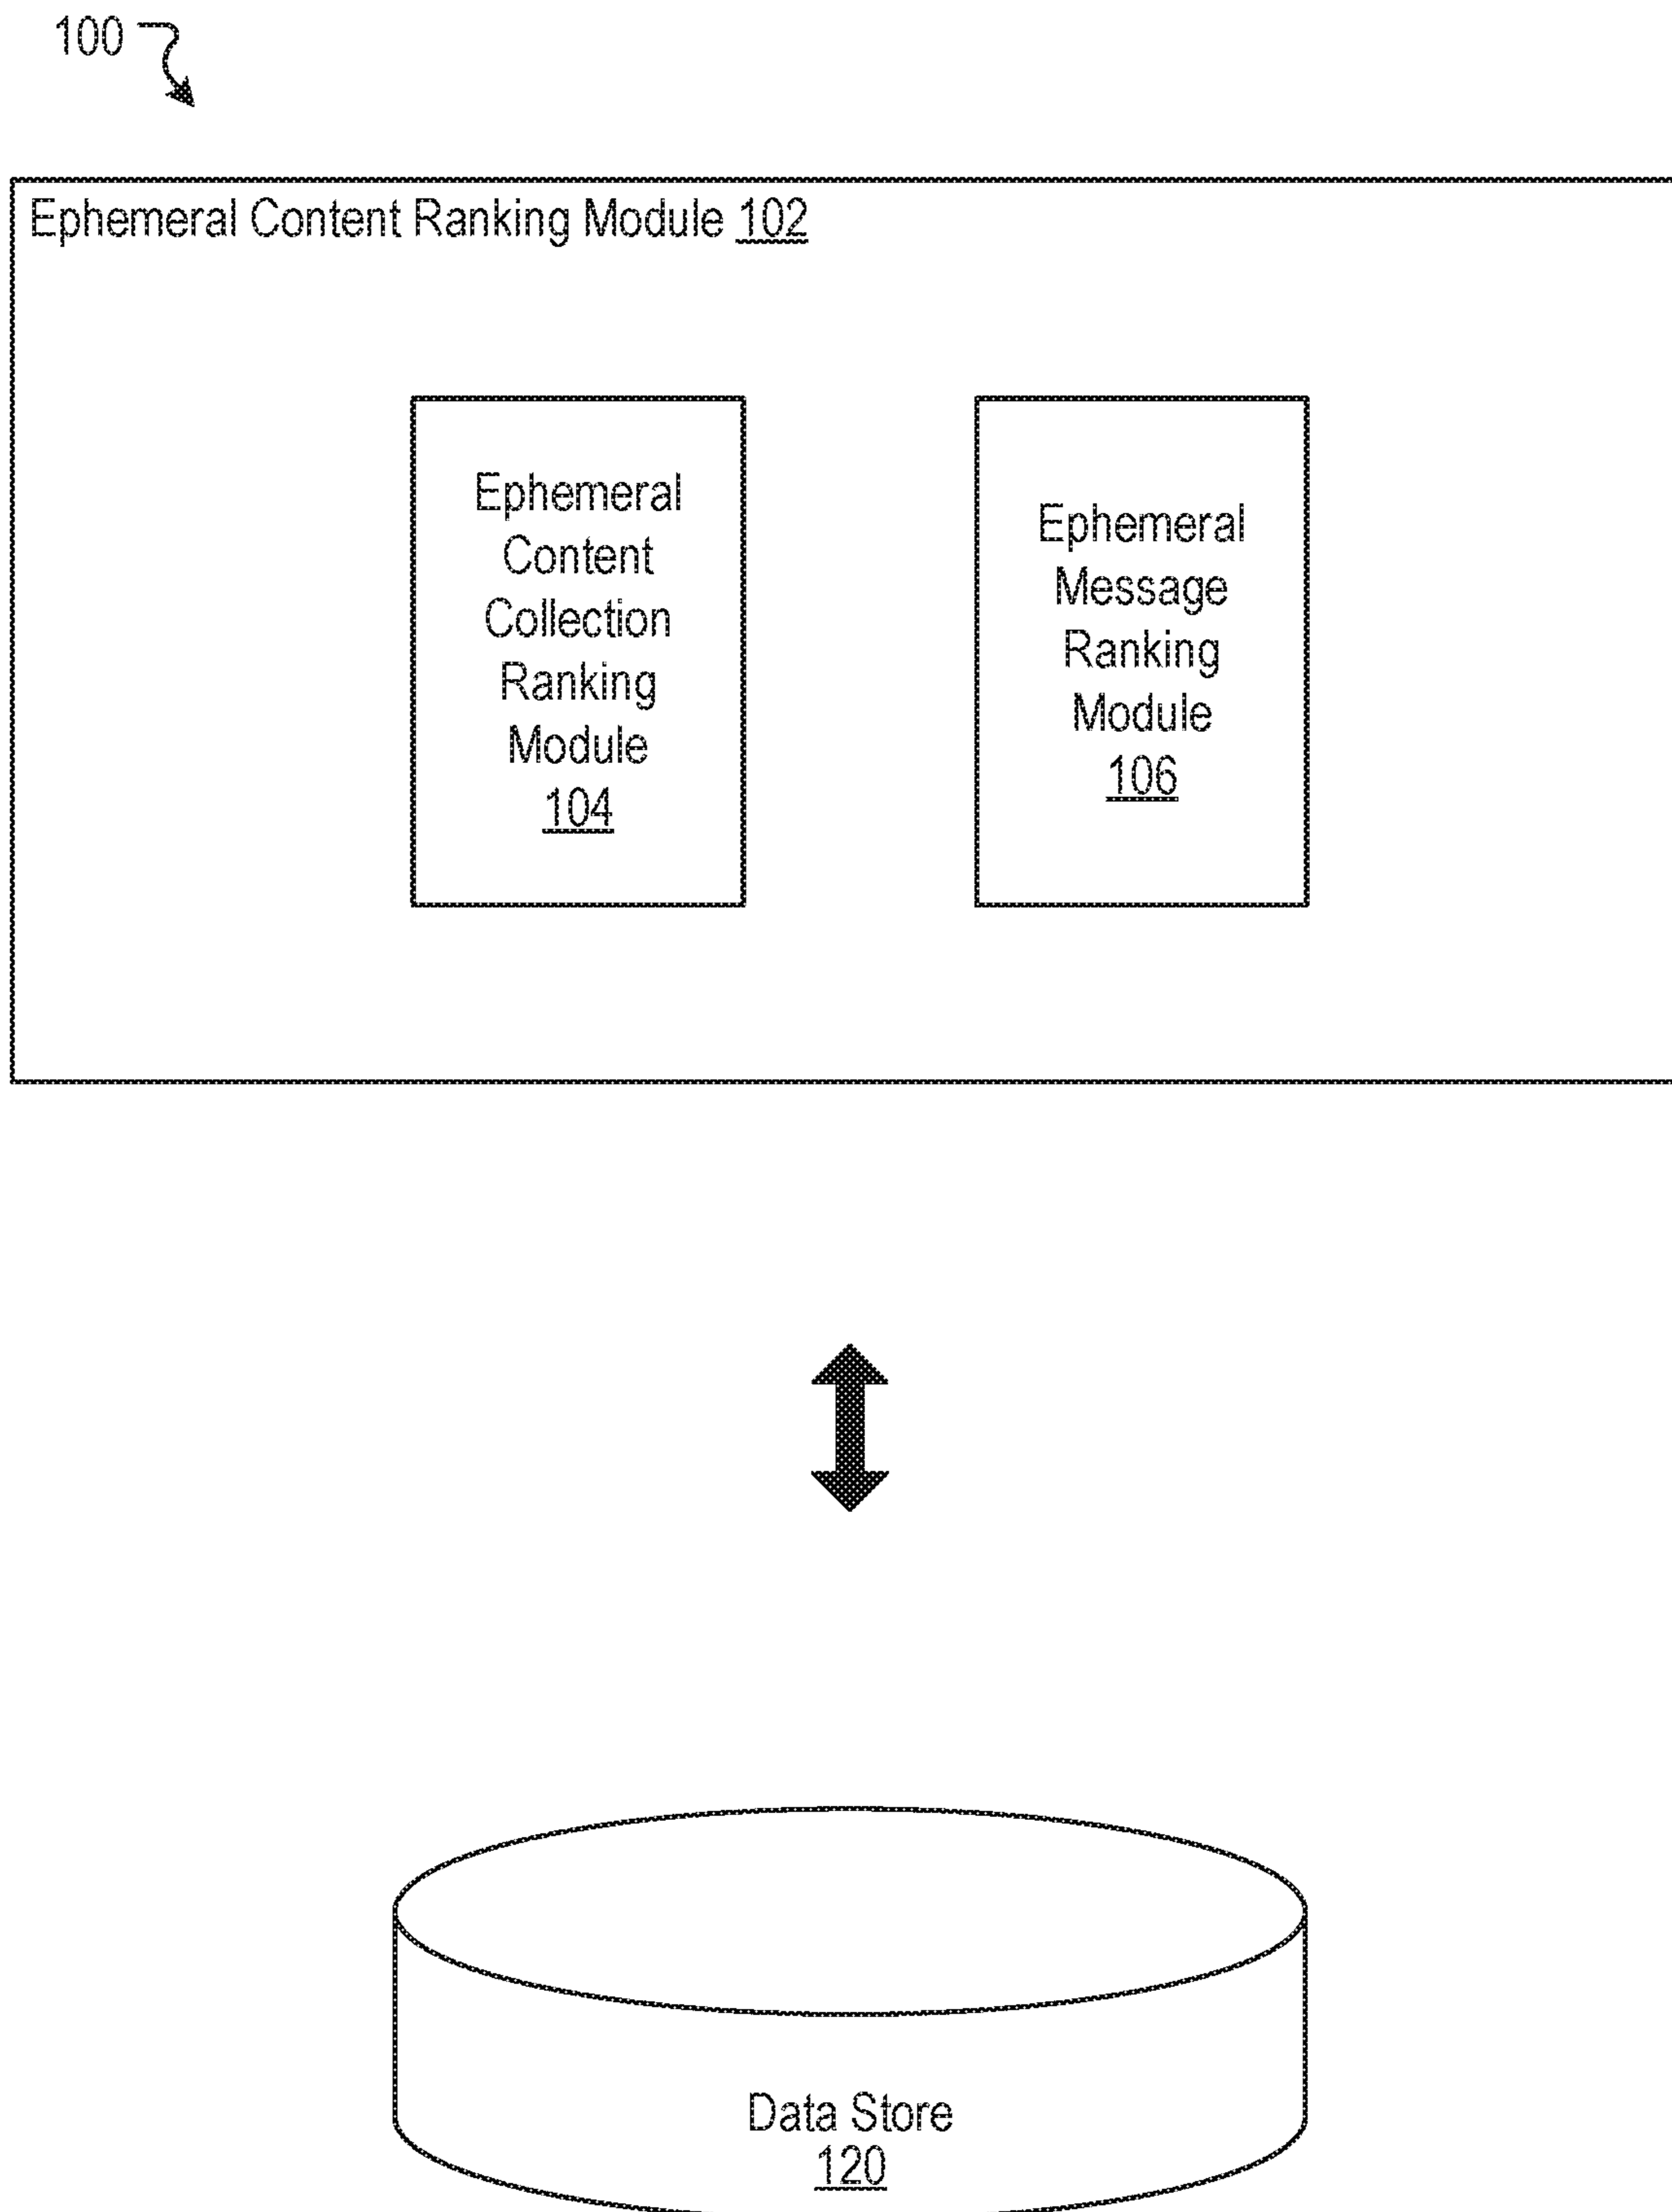 100
Ephemeral Content Ranking Module 102
Ephemeral
Content
Collection
Ranking
Module
104
Ephemeral
Message
Ranking
Module
106
Data Store
120